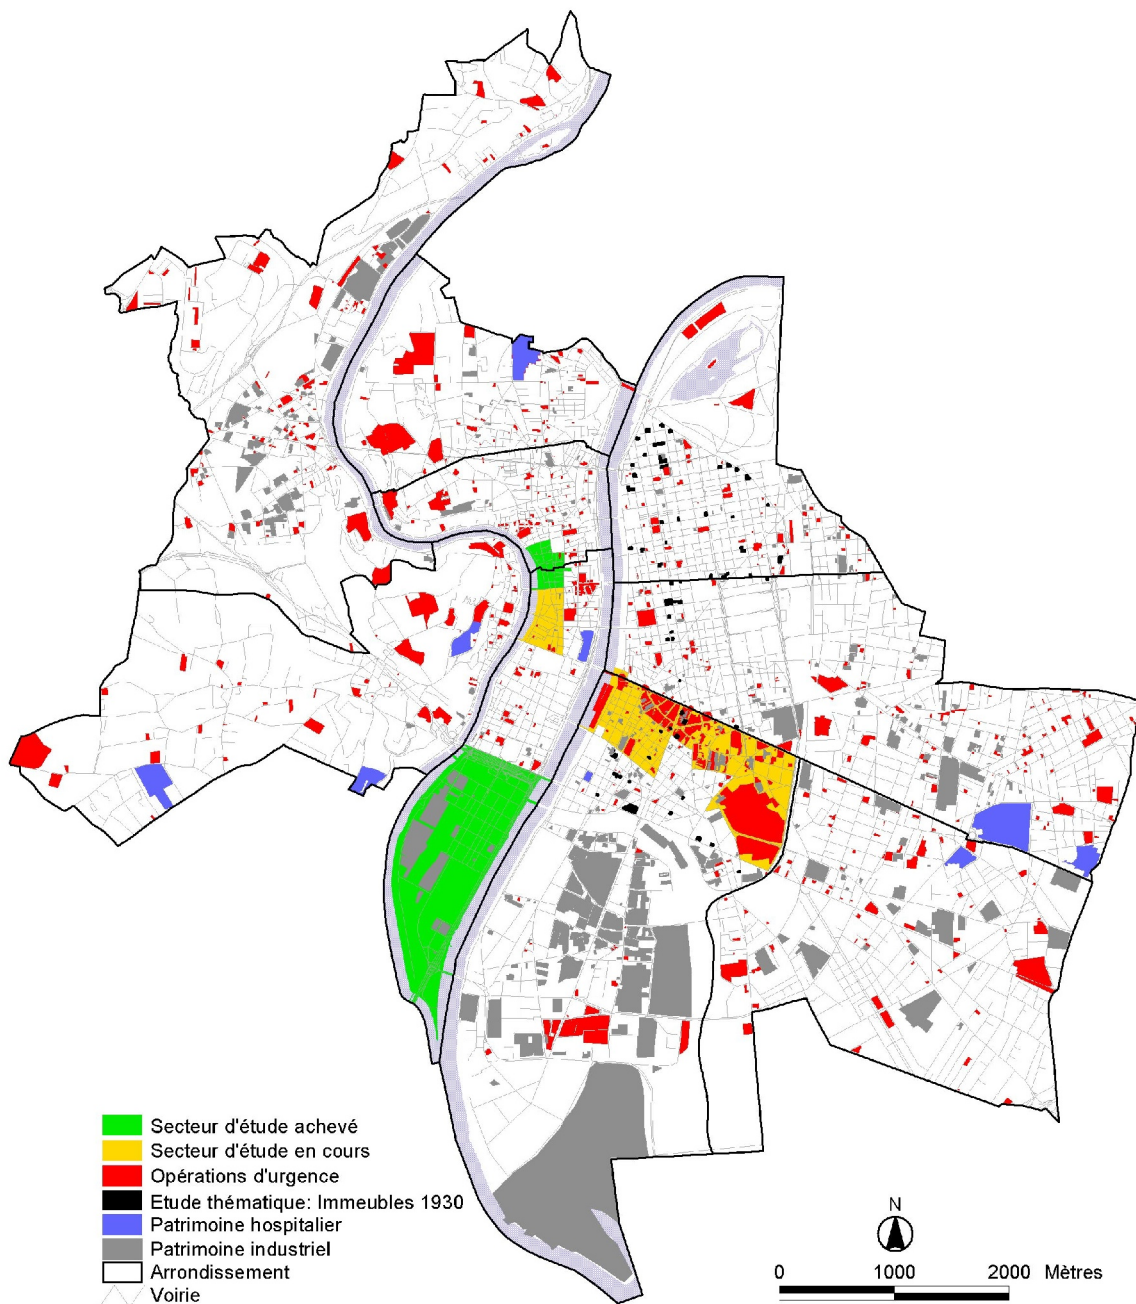 Secteur d'étude achevé
Secteur d'étude en cours
Opérations d'urgence
Etude thématique: Immeubles 1930
Patrimoine hospitalier
Patrimoine industriel
Arrondissement
Voirie
N
0 1000 2000 Mètres